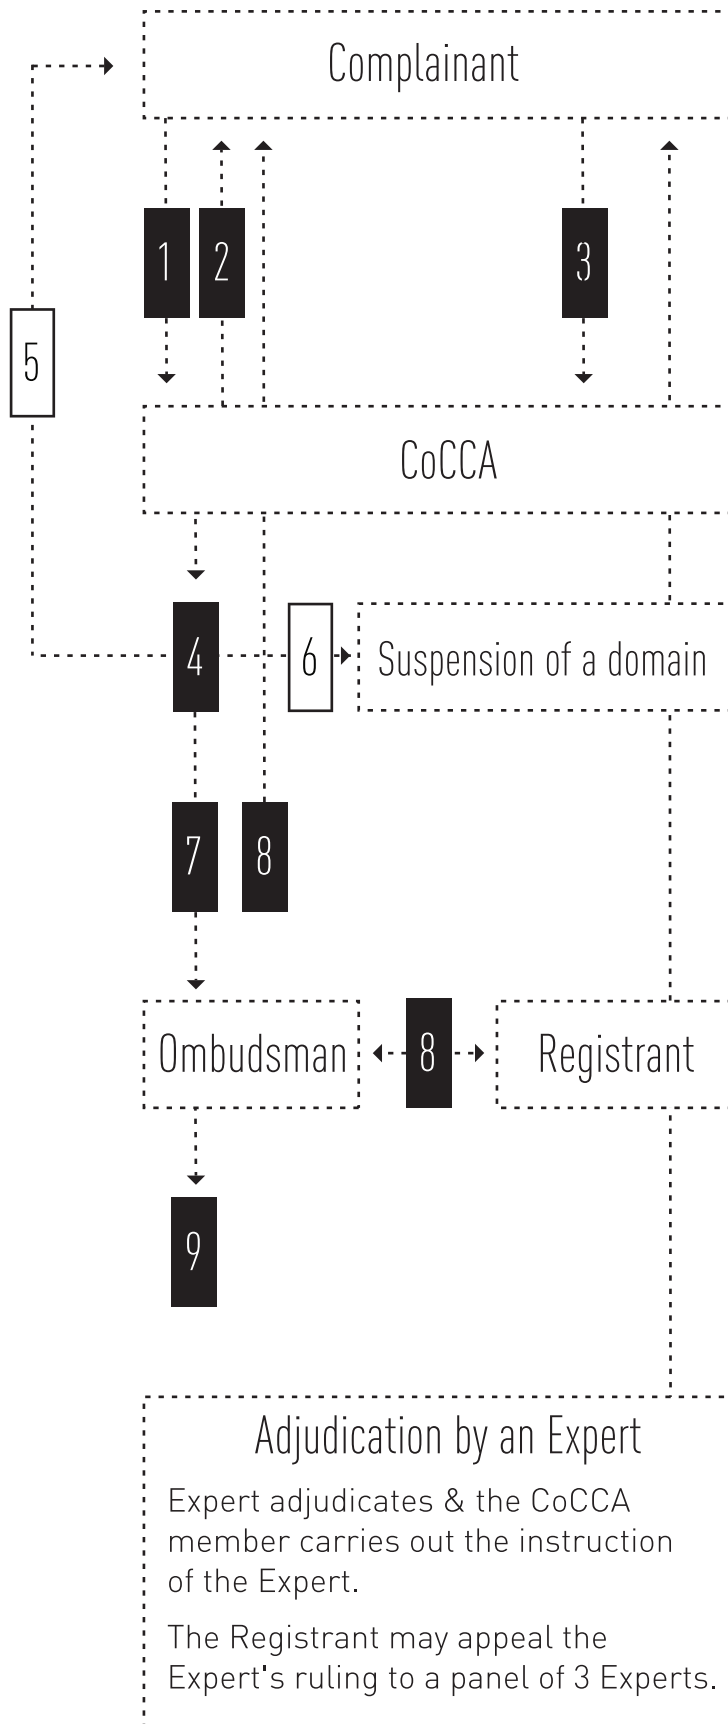 Complainant
1 2 3
5
CoCCA
4 6 Suspension of a domain
7 8
Ombudsman 8 Registrant
9
Adjudication by an Expert
Expert adjudicates & the CoCCA
member carries out the instruction
of the Expert.
The Registrant may appeal the
Expert's ruling to a panel of 3 Experts.